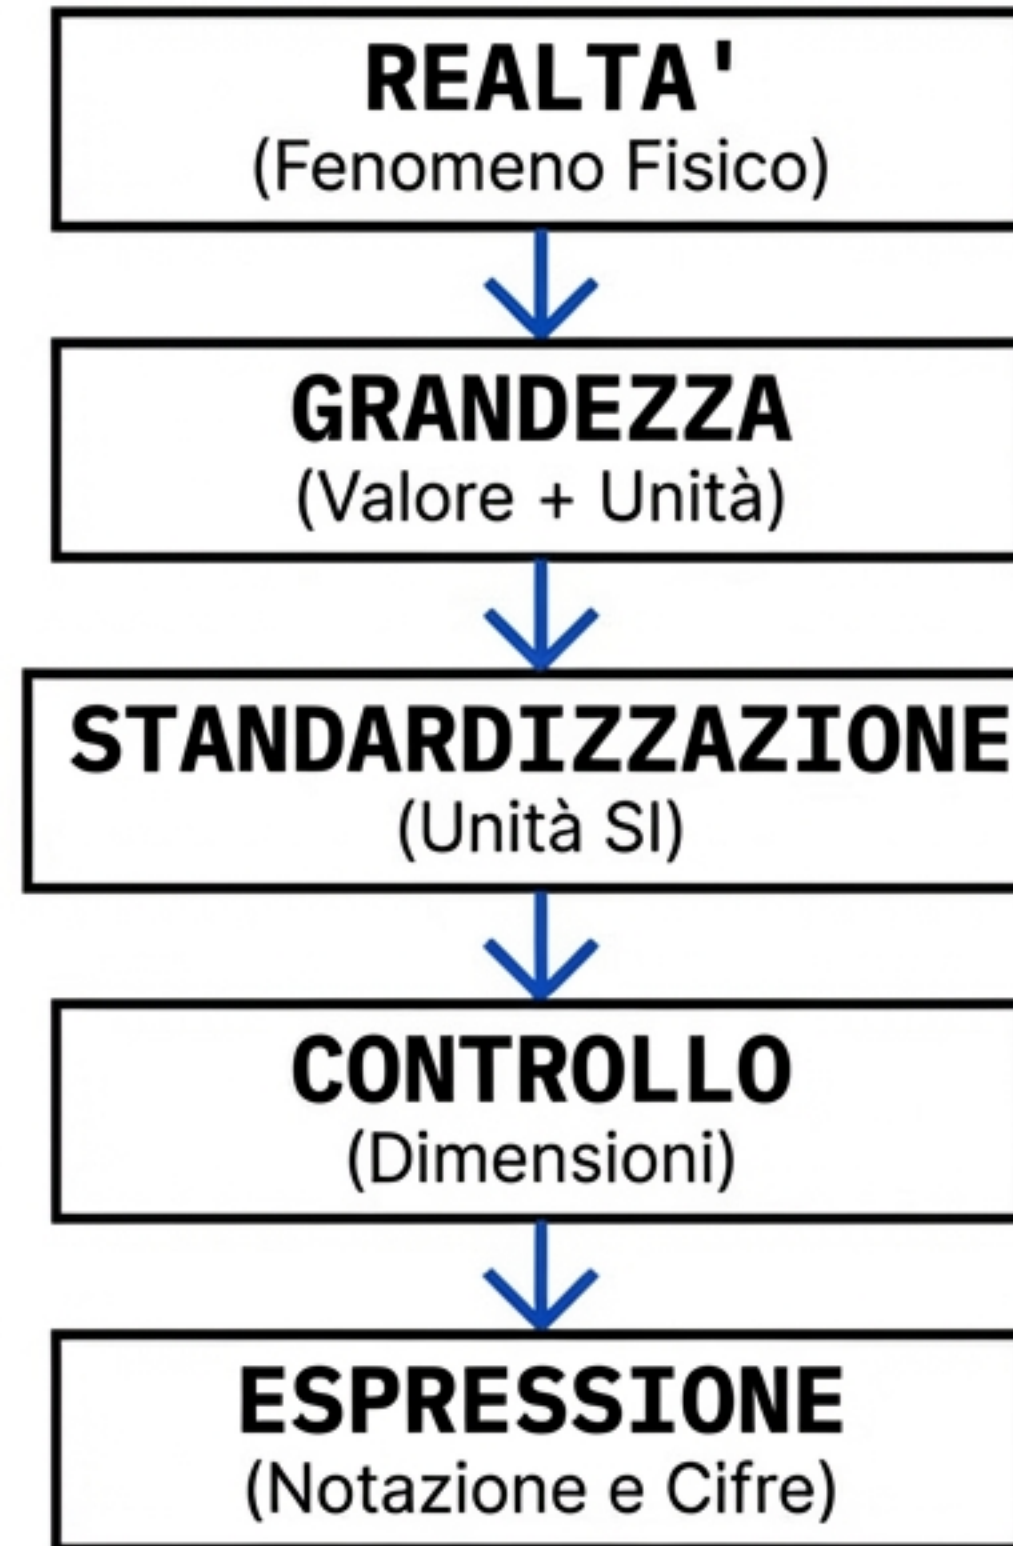 REALTA'
(Fenomeno Fisico)
GRANDEZZA
(Valore + Unità)
STANDARDIZZAZIONE
(Unità SI)
CONTROLLO
(Dimensioni)
ESPRESSIONE
(Notazione e Cifre)